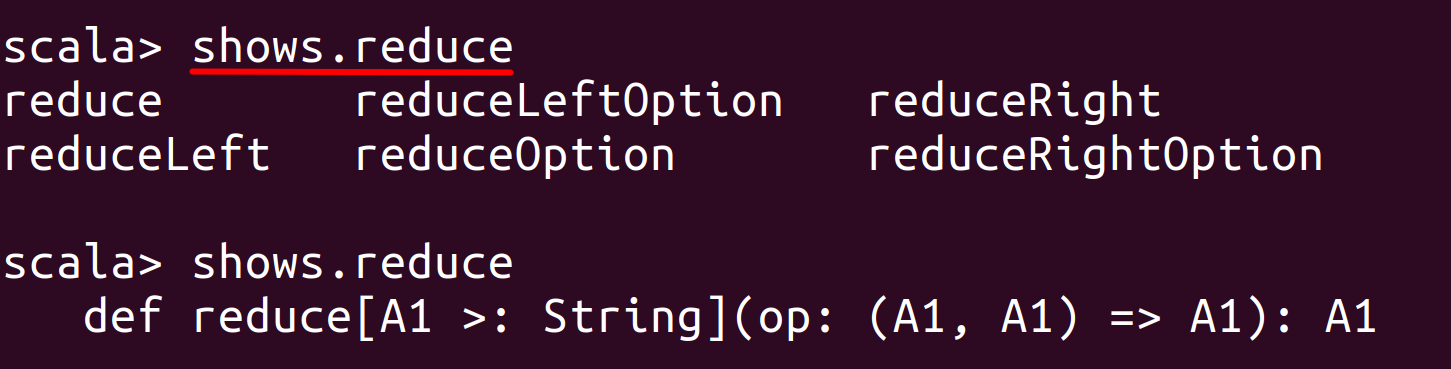 scala> shows.reduce
reduce reduceLeftOption reduceRight
reduceLeft reduceOption reduceRightOption
scala> shows.reduce
def reduce[A1 >: String](op: (A1, A1) => A1): A1